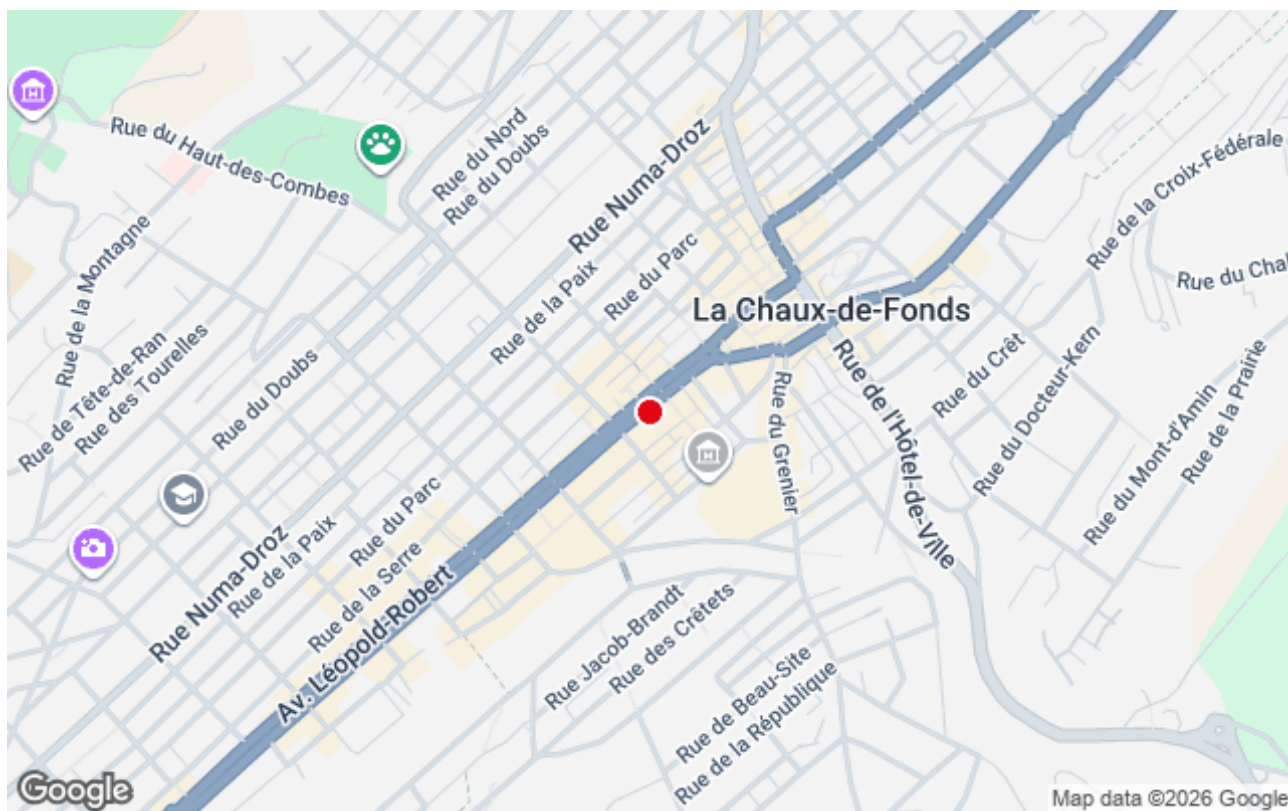 Rue du Haut-des-Combes
Rue du Nord
Rue du Doubs
Rue Numa-Droz
Rue de la Croix-Fédérale
Rue du Chal
Rue de la Montagne
Rue du Parc
Rue de la Paix
La Chaux-de-Fonds
Rue de Tête-de-Ran
Rue des Tourelles
Rue du Doubs
Rue du Crêt
Rue du Docteur-Kern
Rue de l'Hôtel-de-Ville
Rue du Grenier
Rue du Mont-d'Amin
Rue de la Prairie
Rue du Parc
Rue de la Serre
Rue de la Paix
Rue Numa-Droz
Av. Léopold-Robert
Rue Jacob-Brandt
Rue des Crêtets
Rue de Beau-Site
Rue de la République
Google
Map data ©2026 Google